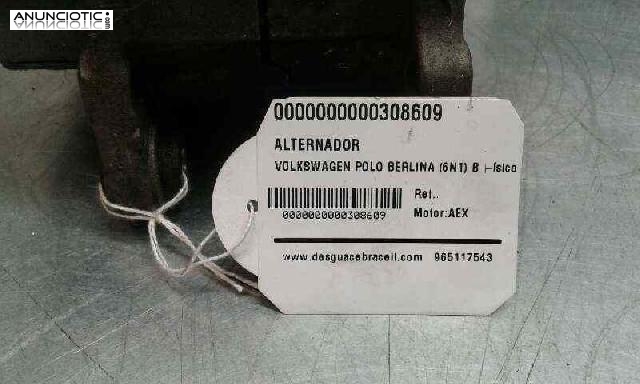 ANUNCIOTIC
0000000000308609
ALTERNADOR
VOLKSWAGEN POLO BERLINA (6N1) B
0000000000308609
Ref.:
Motor:AEX
www.desguacebraceli.com 965117543